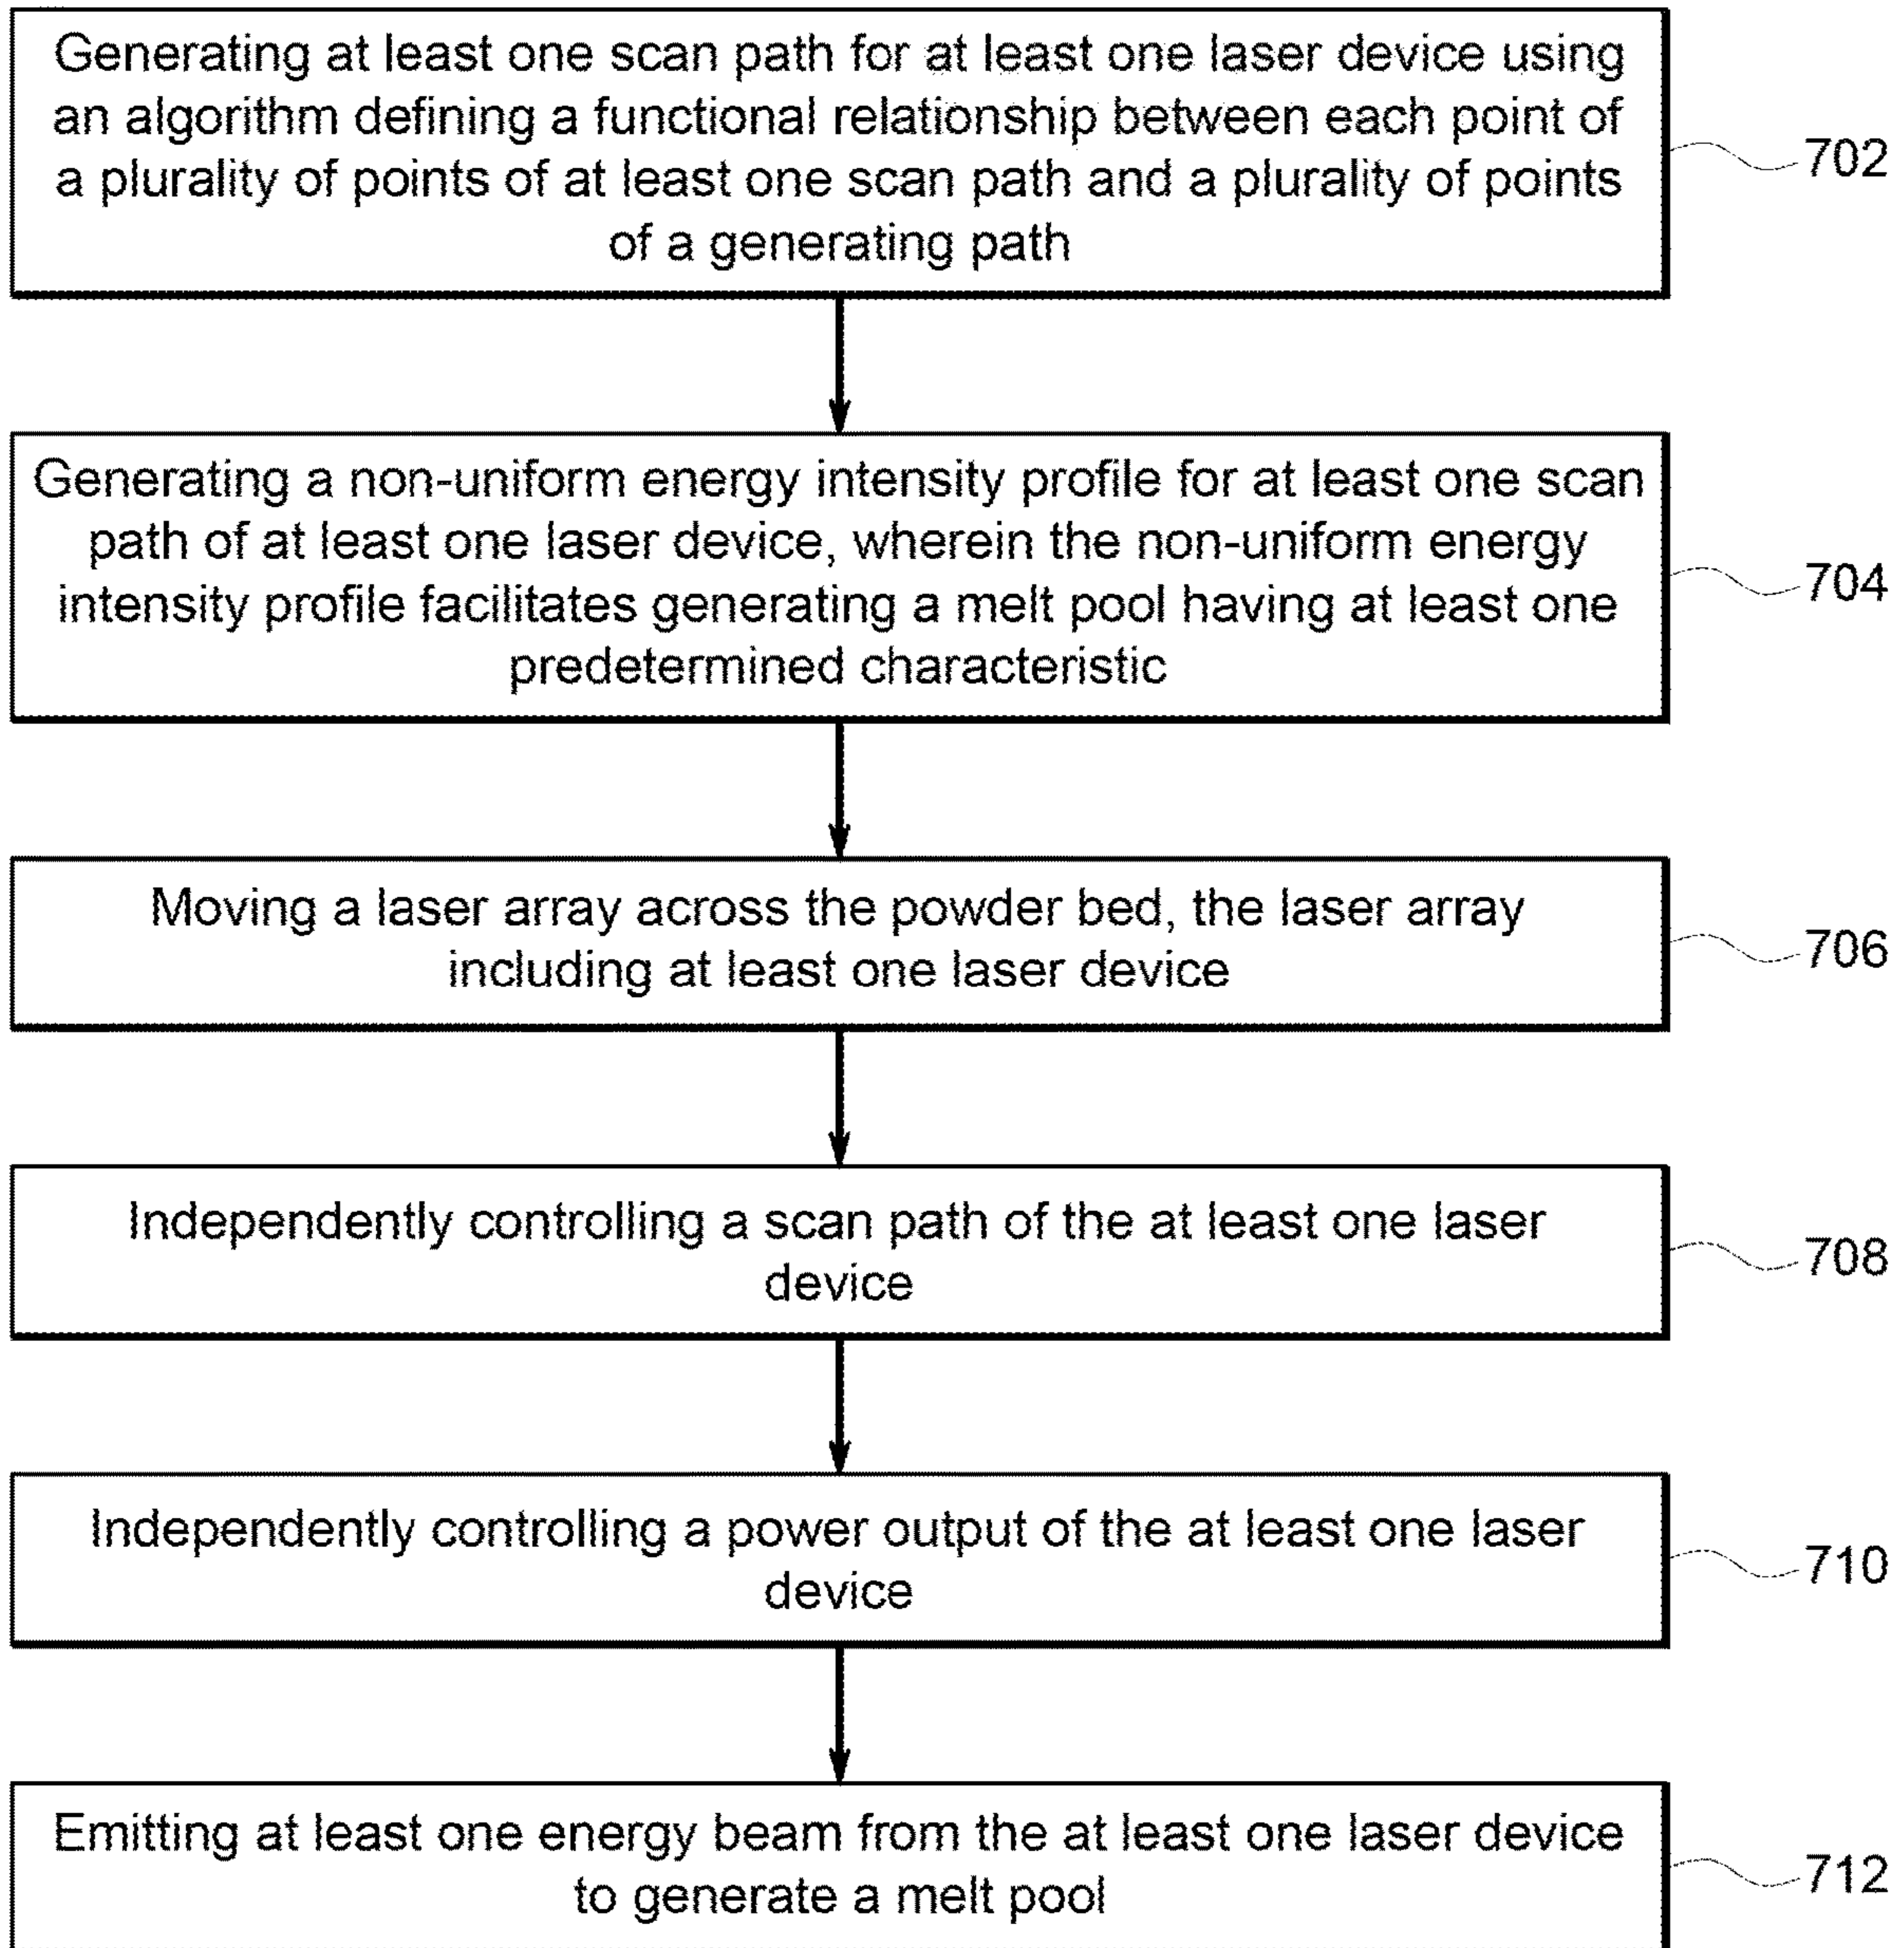 Generating at least one scan path for at least one laser device using
an algorithm defining a functional relationship between each point of
a plurality of points of at least one scan path and a plurality of points
of a generating path
702
Generating a non-uniform energy intensity profile for at least one scan
path of at least one laser device, wherein the non-uniform energy
intensity profile facilitates generating a melt pool having at least one
predetermined characteristic
704
Moving a laser array across the powder bed, the laser array
including at least one laser device
706
Independently controlling a scan path of the at least one laser
device
708
Independently controlling a power output of the at least one laser
device
710
Emitting at least one energy beam from the at least one laser device
to generate a melt pool
712